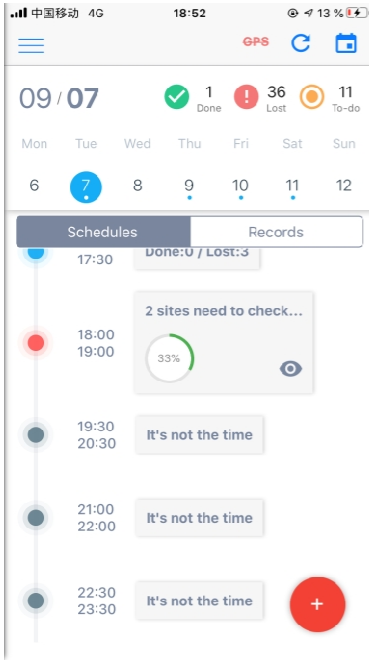 中国移动 4G 18:52 13 %
GPS
09 / 07
1 Done
36 Lost
11 To-do
Mon Tue Wed Thu Fri Sat Sun
6 7 8 9 10 11 12
Schedules Records
17:30
Done:0 / Lost:3
18:00
19:00
2 sites need to check...
33%
19:30
20:30
It's not the time
21:00
22:00
It's not the time
22:30
23:30
It's not the time
+